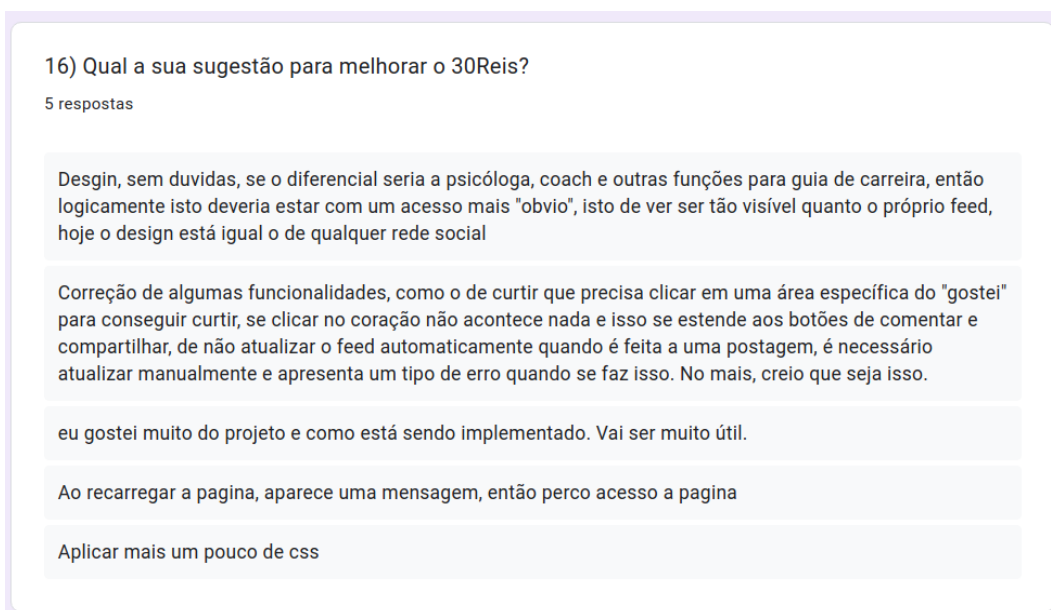 16) Qual a sua sugestão para melhorar o 30Reis?
5 respostas
Desgin, sem duvidas, se o diferencial seria a psicóloga, coach e outras funções para guia de carreira, então
logicamente isto deveria estar com um acesso mais "obvio", isto de ver ser tão visível quanto o próprio feed,
hoje o design está igual o de qualquer rede social
Correção de algumas funcionalidades, como o de curtir que precisa clicar em uma área específica do "gostei"
para conseguir curtir, se clicar no coração não acontece nada e isso se estende aos botões de comentar e
compartilhar, de não atualizar o feed automaticamente quando é feita a uma postagem, é necessário
atualizar manualmente e apresenta um tipo de erro quando se faz isso. No mais, creio que seja isso.
eu gostei muito do projeto e como está sendo implementado. Vai ser muito útil.
Ao recarregar a pagina, aparece uma mensagem, então perco acesso a pagina
Aplicar mais um pouco de css